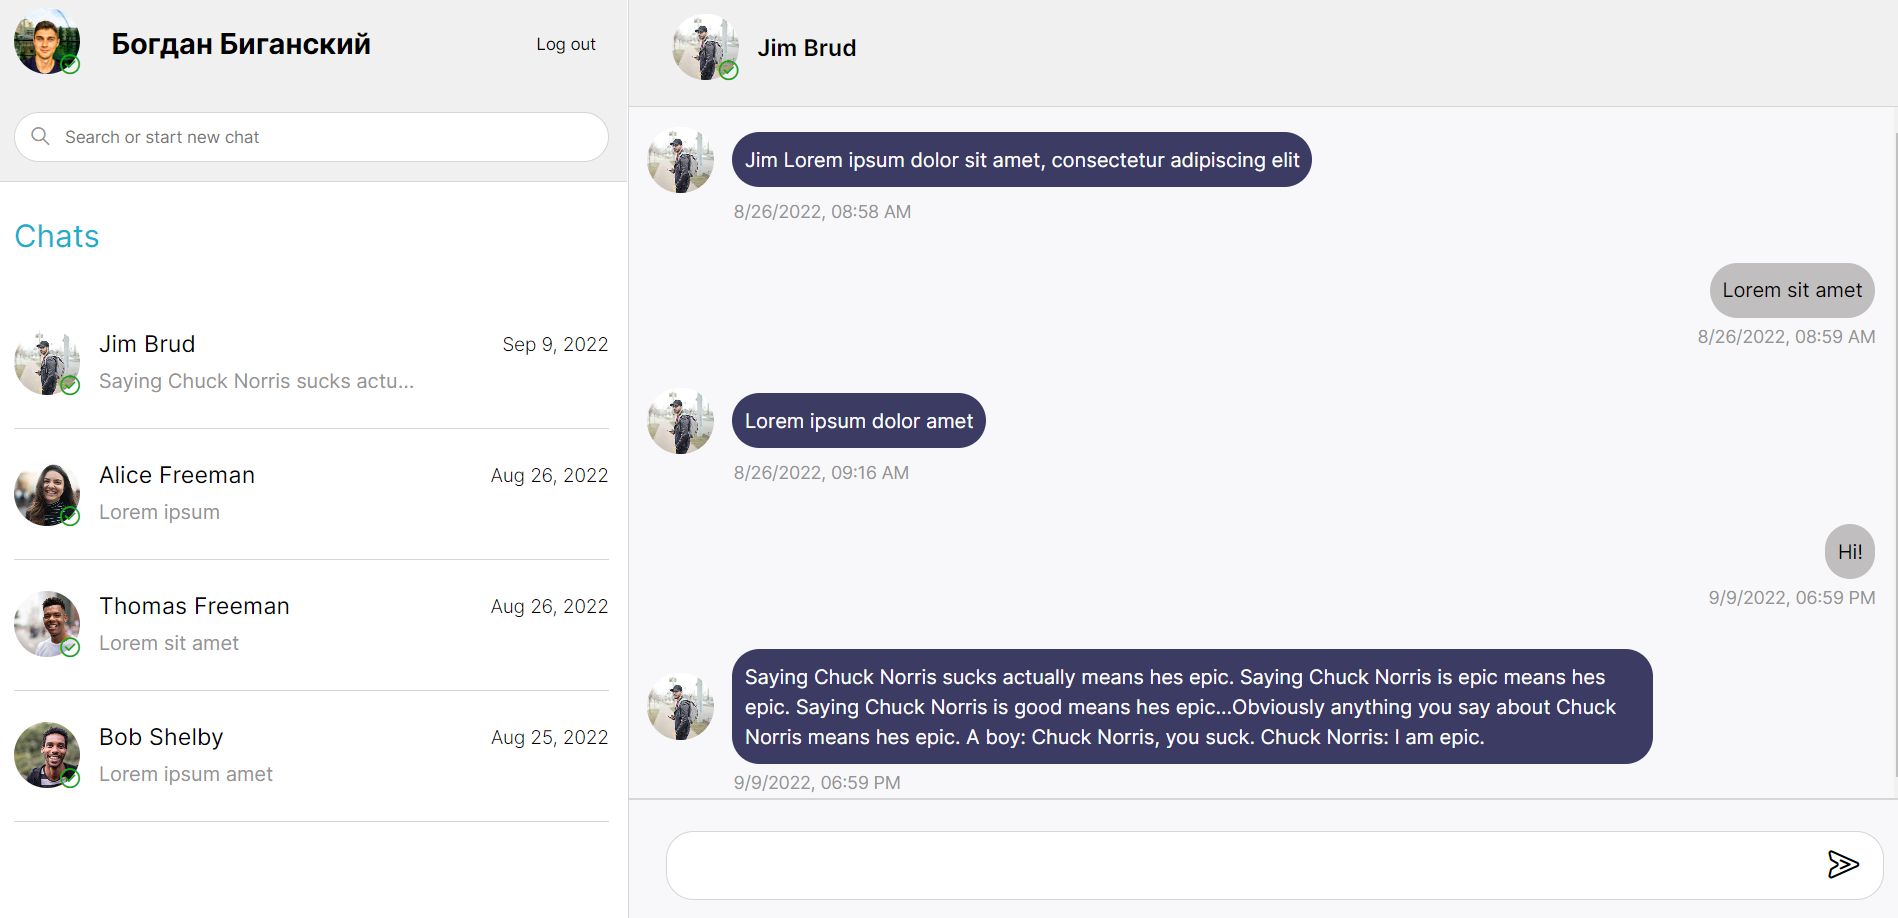 Богдан Биганский
Log out
Search or start new chat
Chats
Jim Brud
Sep 9, 2022
Saying Chuck Norris sucks actu...
Alice Freeman
Aug 26, 2022
Lorem ipsum
Thomas Freeman
Aug 26, 2022
Lorem sit amet
Bob Shelby
Aug 25, 2022
Lorem ipsum amet
Jim Brud
Jim Lorem ipsum dolor sit amet, consectetur adipiscing elit
8/26/2022, 08:58 AM
Lorem sit amet
8/26/2022, 08:59 AM
Lorem ipsum dolor amet
8/26/2022, 09:16 AM
Hi!
9/9/2022, 06:59 PM
Saying Chuck Norris sucks actually means hes epic. Saying Chuck Norris is epic means hes
epic. Saying Chuck Norris is good means hes epic...Obviously anything you say about Chuck
Norris means hes epic. A boy: Chuck Norris, you suck. Chuck Norris: I am epic.
9/9/2022, 06:59 PM